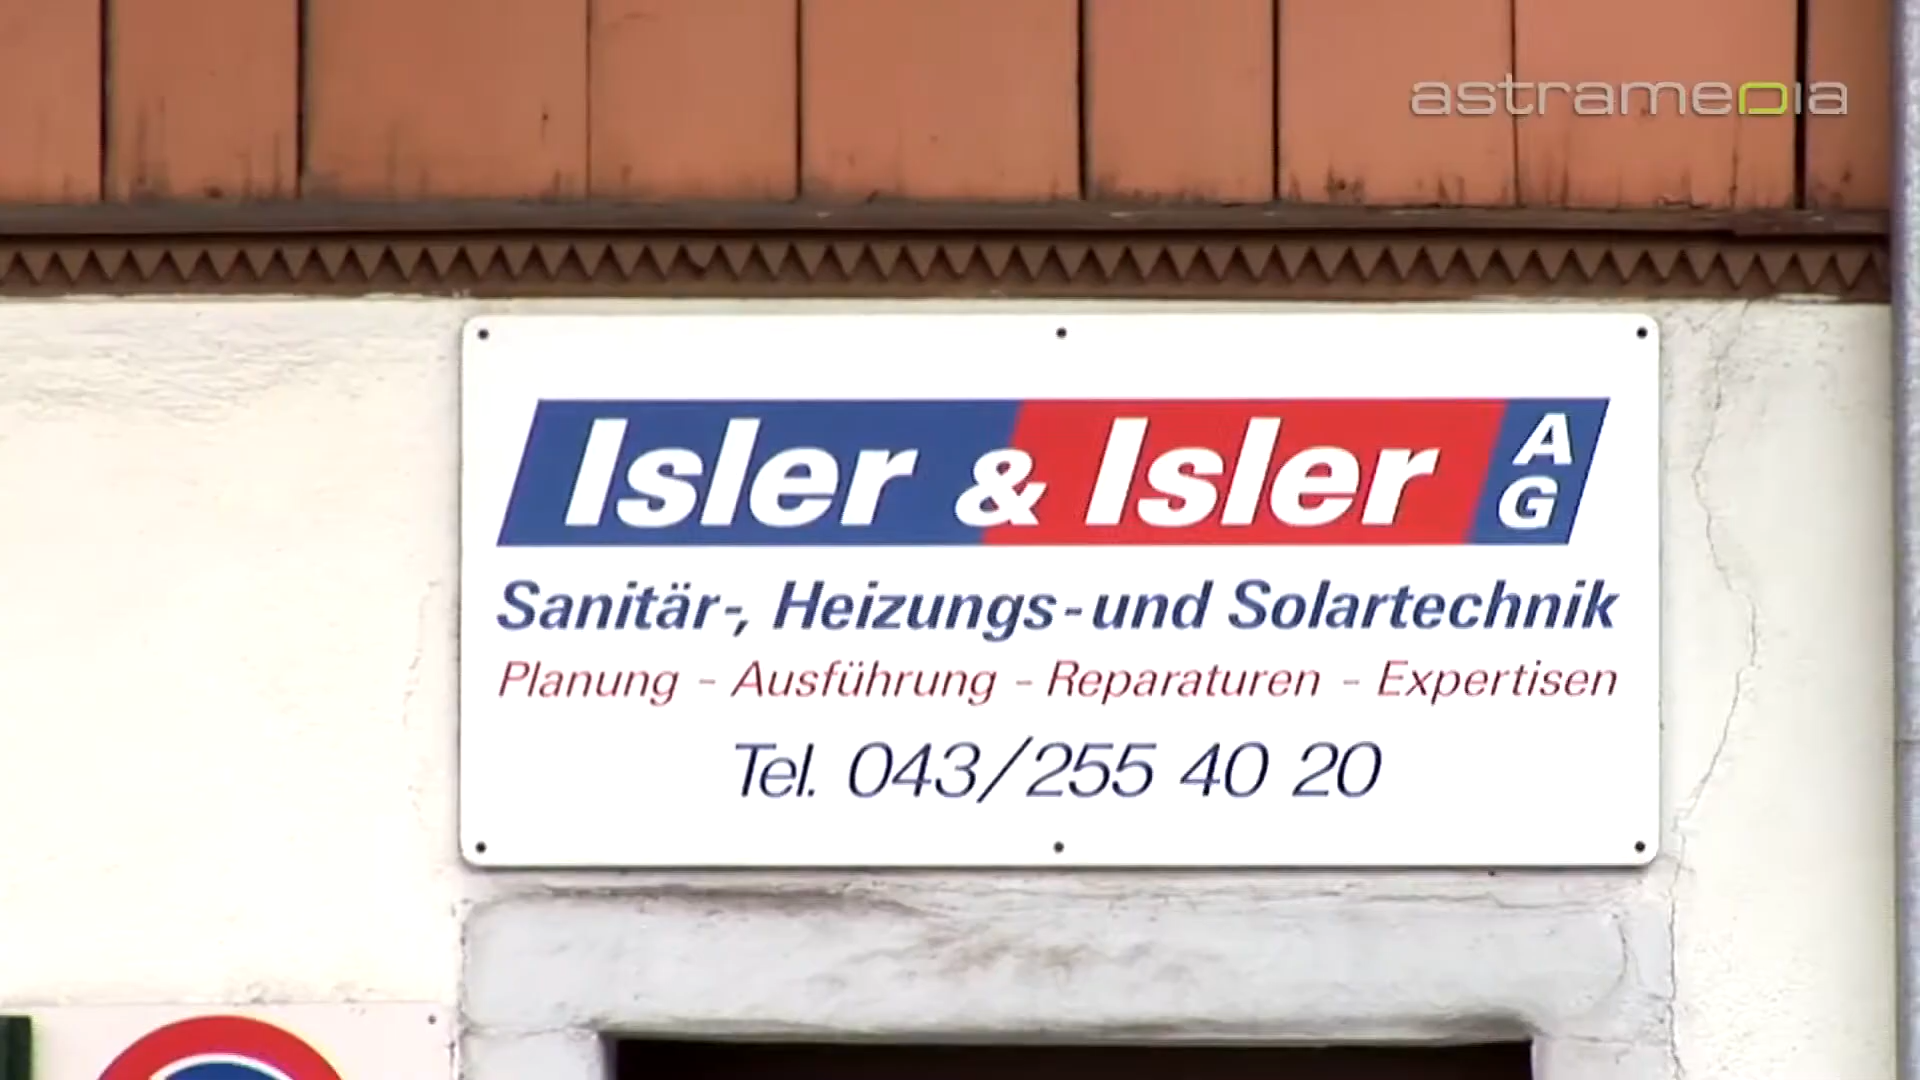 astramedia
Isler & Isler AG
Sanitär-, Heizungs- und Solartechnik
Planung - Ausführung - Reparaturen - Expertisen
Tel. 043/255 40 20